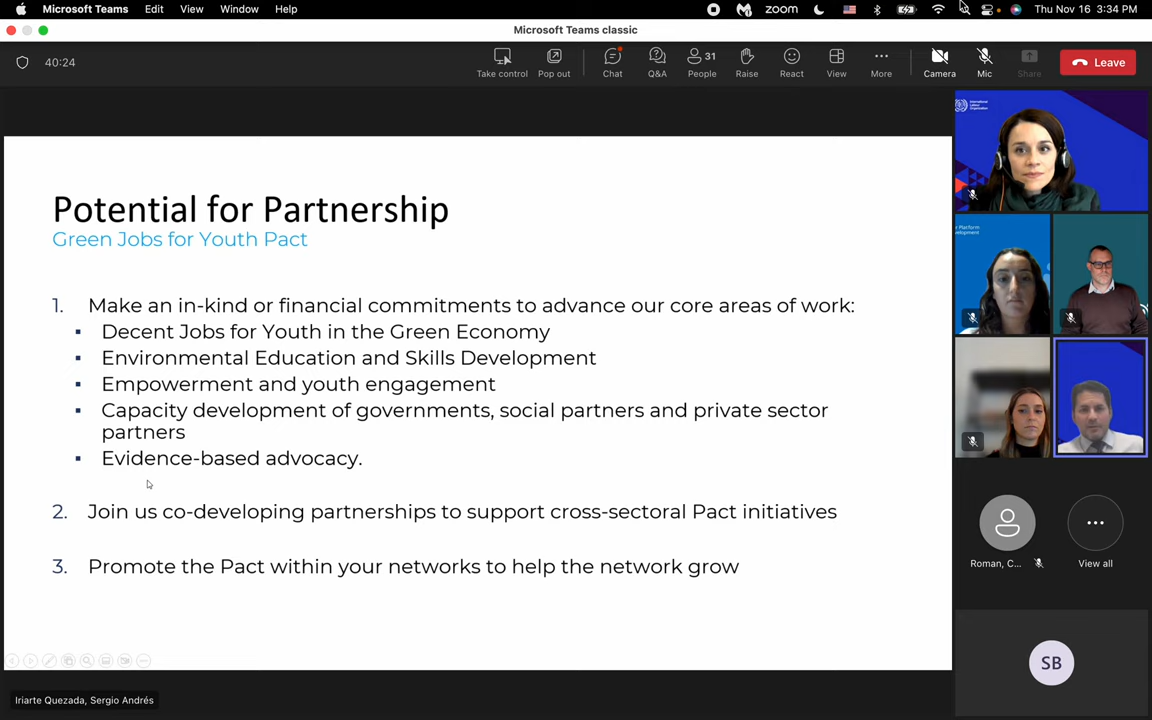 Microsoft Teams Edit View Window Help
zoom
Thu Nov 16 3:34 PM
Microsoft Teams classic
40:24
31
Take control Pop out Chat Q&A People Raise React View More Camera Mic Share Leave
International
Labour
Organization
Potential for Partnership
Green Jobs for Youth Pact
1. Make an in-kind or financial commitments to advance our core areas of work:
▪ Decent Jobs for Youth in the Green Economy
▪ Environmental Education and Skills Development
▪ Empowerment and youth engagement
▪ Capacity development of governments, social partners and private sector
partners
▪ Evidence-based advocacy.
2. Join us co-developing partnerships to support cross-sectoral Pact initiatives
3. Promote the Pact within your networks to help the network grow
Platform
Roman, C...
View all
SB
Iriarte Quezada, Sergio Andrés